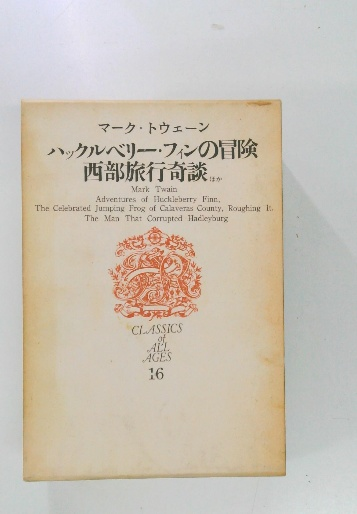 マーク・トウェーン
ハックルベリー・フィンの冒険
西部旅行奇談 ほか
Mark Twain
Adventures of Huckleberry Finn,
The Celebrated Jumping Frog of Calaveras County, Roughing It,
The Man That Corrupted Hadleyburg
CLASSICS
of
ALL
AGES
16